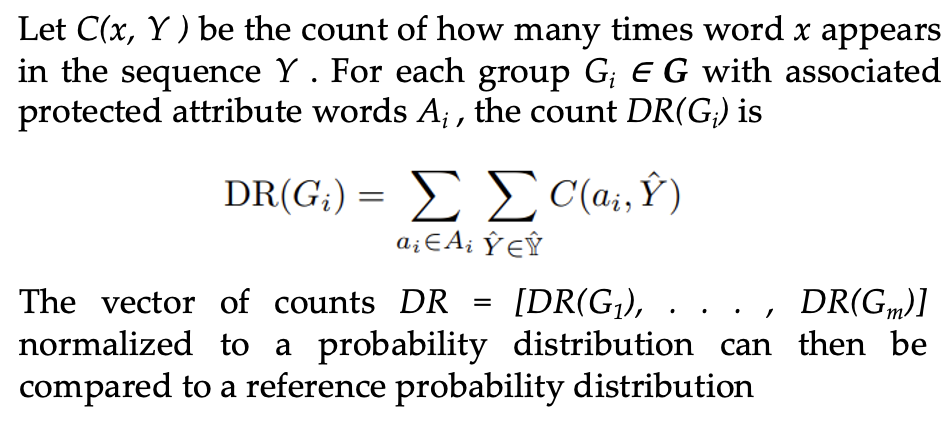 Let C(x, Y ) be the count of how many times word x appears
in the sequence Y . For each group Gᵢ ∈ G with associated
protected attribute words Aᵢ , the count DR(Gᵢ) is
DR(Gᵢ) = ∑_{aᵢ∈Aᵢ} ∑_{Ŷ∈𝕐̂} C(aᵢ, Ŷ)
The vector of counts DR = [DR(G₁), . . . , DR(Gₘ)]
normalized to a probability distribution can then be
compared to a reference probability distribution